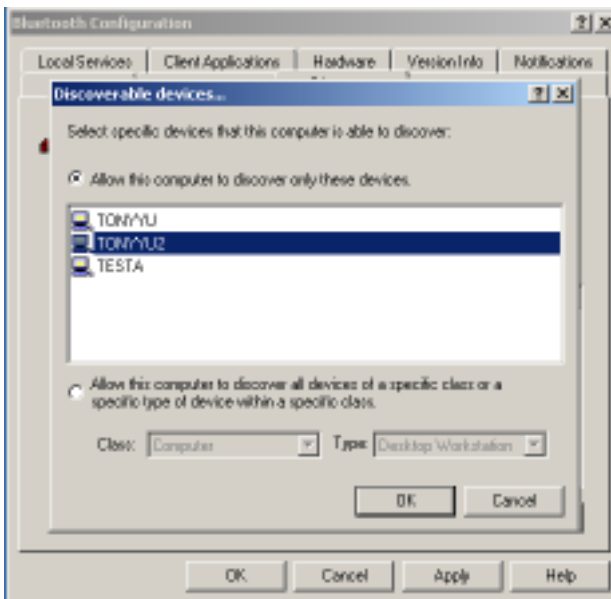 Bluetooth Configuration
Local Services
Client Applications
Hardware
Version Info
Notifications
Discoverable devices...
Select specific devices that this computer is able to discover:
Allow this computer to discover only these devices.
TONYYU
TONYYU2
TESTA
Allow this computer to discover all devices of a specific class or a
specific type of device within a specific class.
Class:
Computer
Type:
Desktop Workstation
OK
Cancel
OK
Cancel
Apply
Help